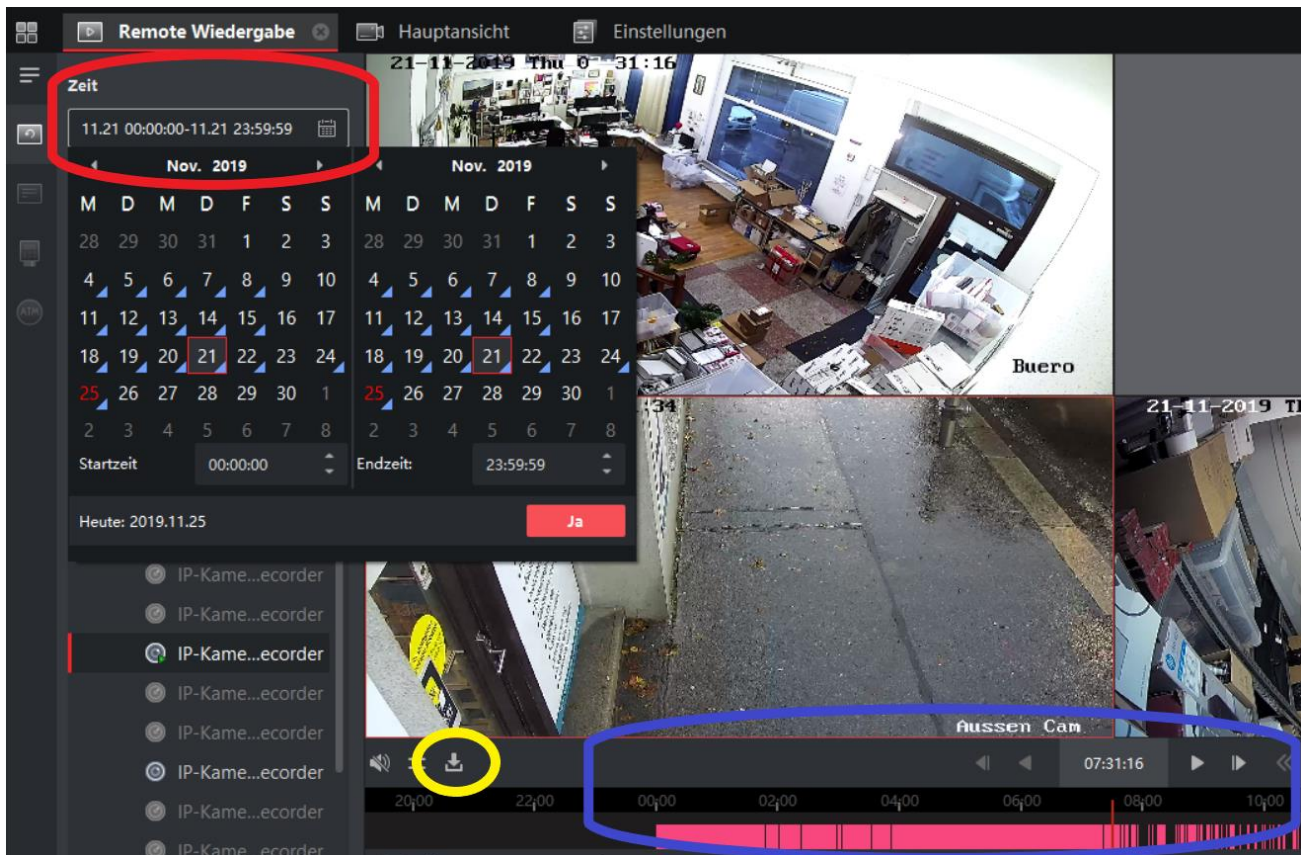 Remote Wiedergabe Hauptansicht Einstellungen
Zeit
11.21 00:00:00-11.21 23:59:59
21-11-2019 Thu 0 31:16
Nov. 2019 Nov. 2019
M D M D F S S M D M D F S S
28 29 30 31 1 2 3 28 29 30 31 1 2 3
4 5 6 7 8 9 10 4 5 6 7 8 9 10
11 12 13 14 15 16 17 11 12 13 14 15 16 17
18 19 20 21 22 23 24 18 19 20 21 22 23 24
25 26 27 28 29 30 1 25 26 27 28 29 30 1
2 3 4 5 6 7 8 2 3 4 5 6 7 8
Startzeit 00:00:00 Endzeit: 23:59:59
Heute: 2019.11.25 Ja
ATM
Buero
:34
21-11-2019 T
IP-Kame...ecorder
IP-Kame...ecorder
IP-Kame...ecorder
IP-Kame...ecorder
IP-Kame...ecorder
IP-Kame...ecorder
IP-Kame...ecorder
IP-Kame...ecorder
Aussen Cam
07:31:16
20:00 22:00 00:00 02:00 04:00 06:00 08:00 10:00